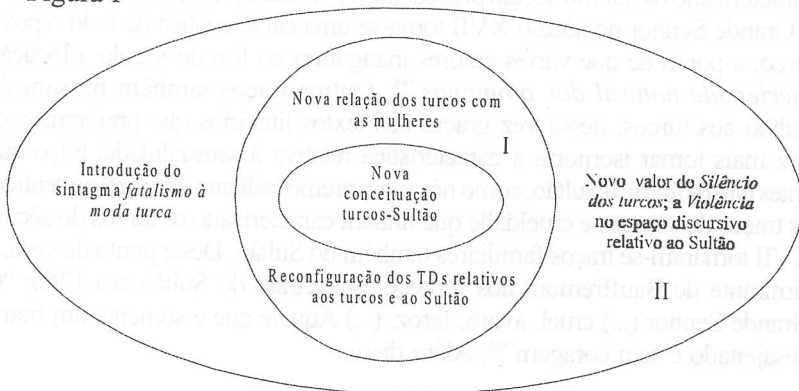 Figura 1
Nova relação dos turcos com
as mulheres
I
Introdução do
sintagma fatalismo à
moda turca
Nova
conceituação
turcos-Sultão
Novo valor do Silêncio
dos turcos; a Violência
no espaço discursivo
relativo ao Sultão
Reconfiguração dos TDs relativos
aos turcos e ao Sultão
II